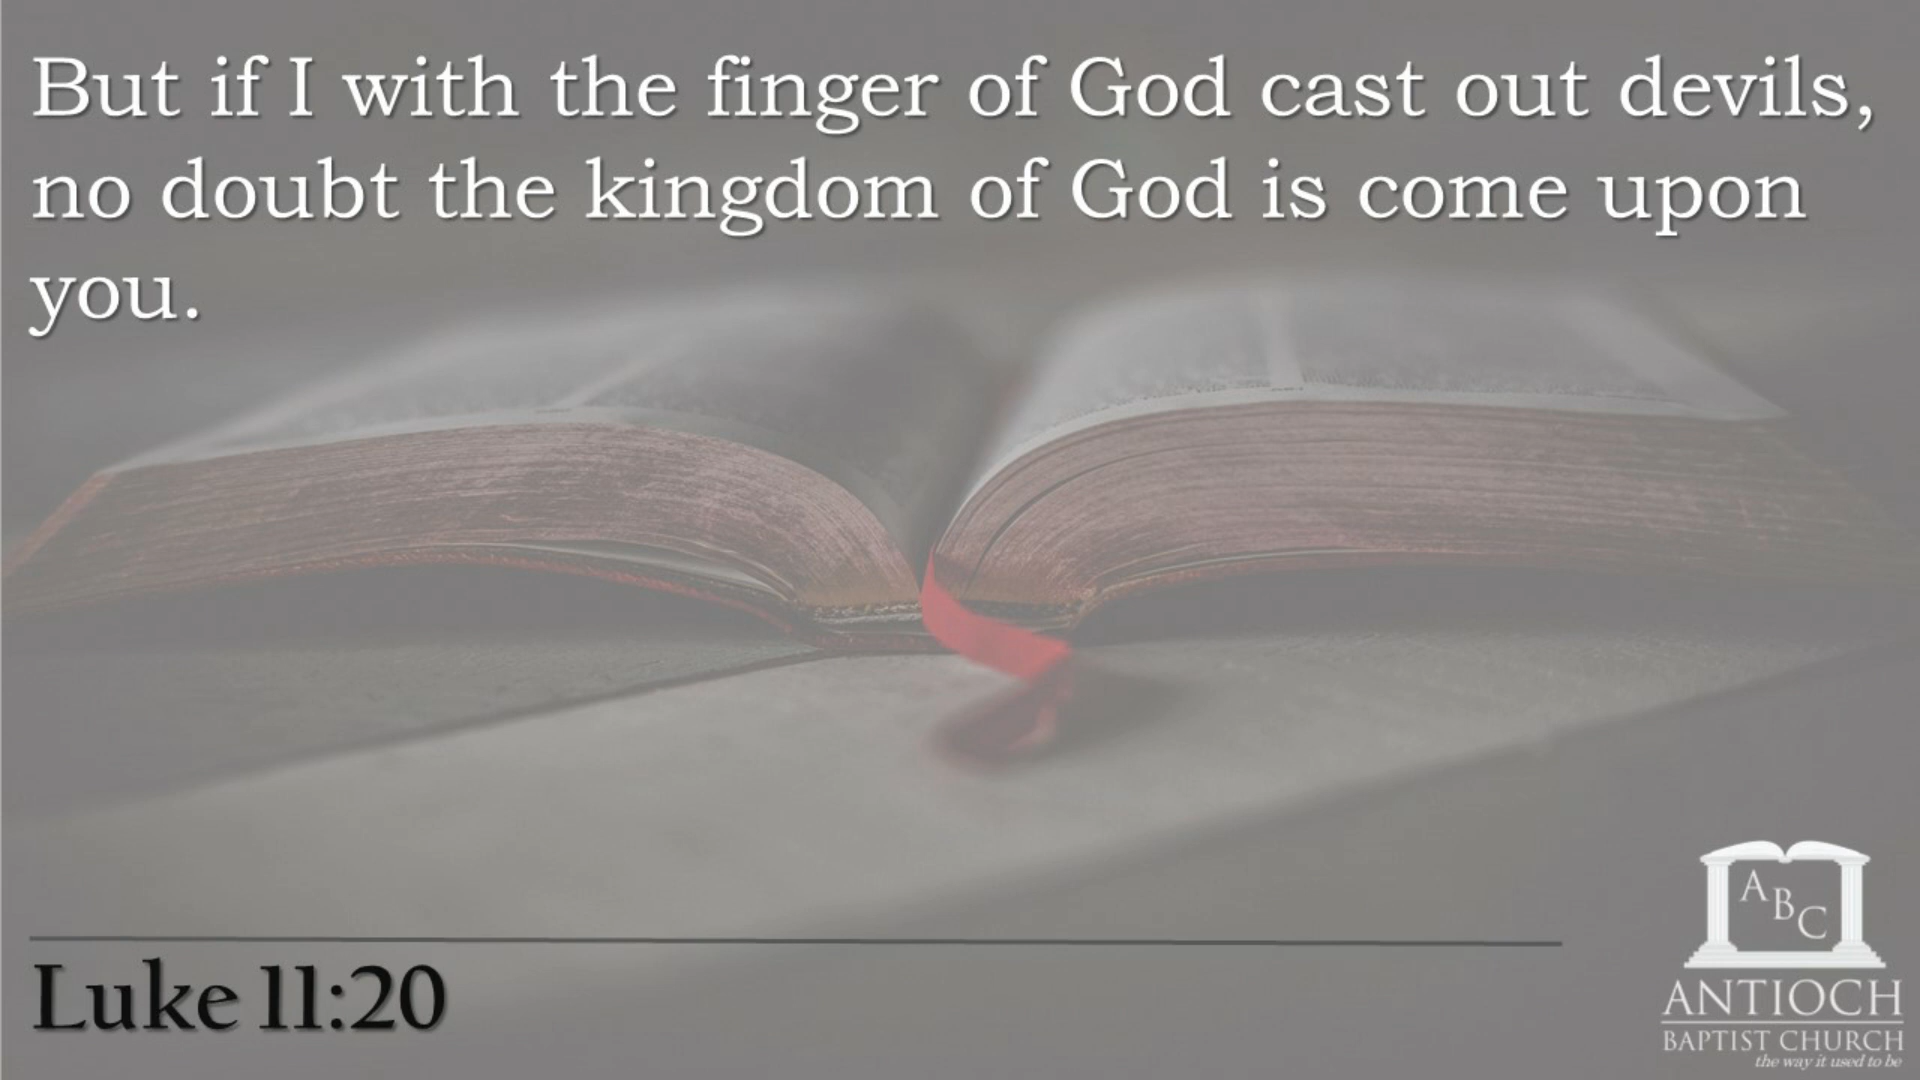 But if I with the finger of God cast out devils,
no doubt the kingdom of God is come upon
you.
Luke 11:20
A B C
ANTIOCH
BAPTIST CHURCH
the way it used to be